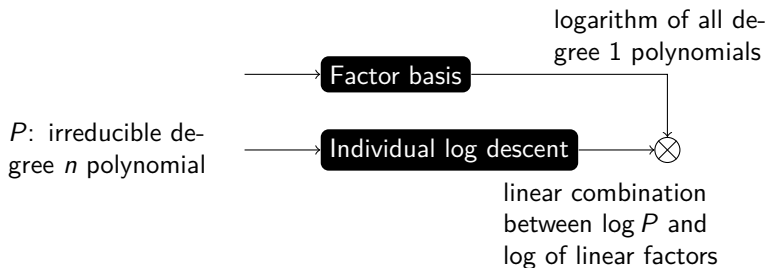 logarithm of all de-
gree 1 polynomials
Factor basis
P: irreducible de-
gree n polynomial
Individual log descent
linear combination
between log P and
log of linear factors